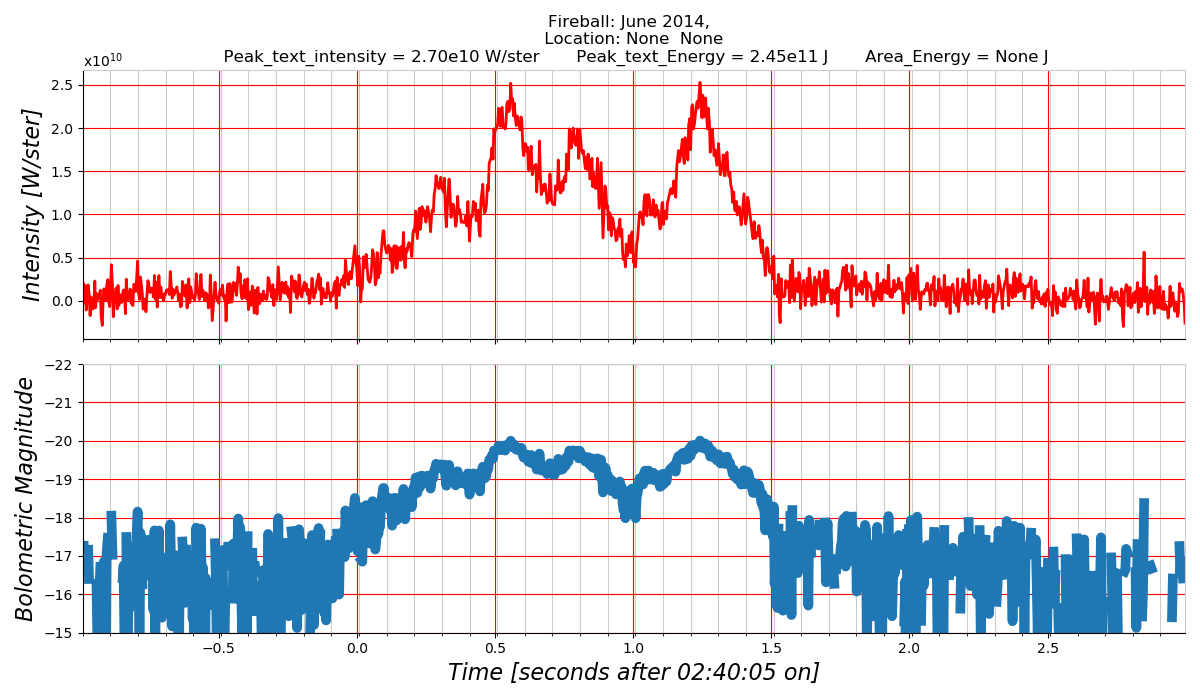 Fireball: June 2014,
Location: None None
Peak_text_intensity = 2.70e10 W/ster Peak_text_Energy = 2.45e11 J Area_Energy = None J
x10¹⁰
2.5
2.0
1.5
1.0
0.5
0.0
Intensity [W/ster]
−22
−21
−20
−19
−18
−17
−16
−15
Bolometric Magnitude
−0.5 0.0 0.5 1.0 1.5 2.0 2.5
Time [seconds after 02:40:05 on]